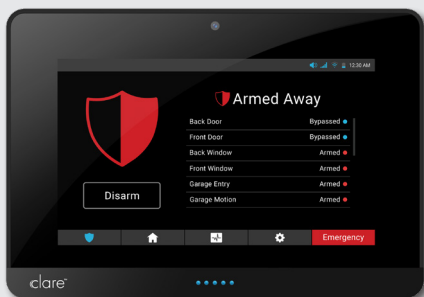 12:30 AM
Armed Away
Back Door Bypassed
Front Door Bypassed
Back Window Armed
Front Window Armed
Garage Entry Armed
Garage Motion Armed
Disarm
Emergency
clare™